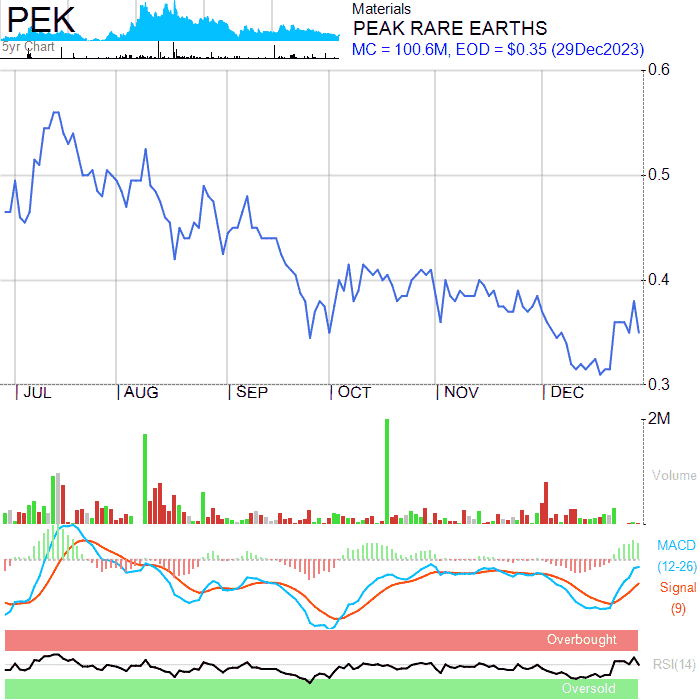 PEK
5yr Chart
Materials
PEAK RARE EARTHS
MC = 100.6M, EOD = $0.35 (29Dec2023)
0.6
0.5
0.4
0.3
JUL AUG SEP OCT NOV DEC
2M
Volume
MACD
(12-26)
Signal
(9)
Overbought
RSI(14)
Oversold